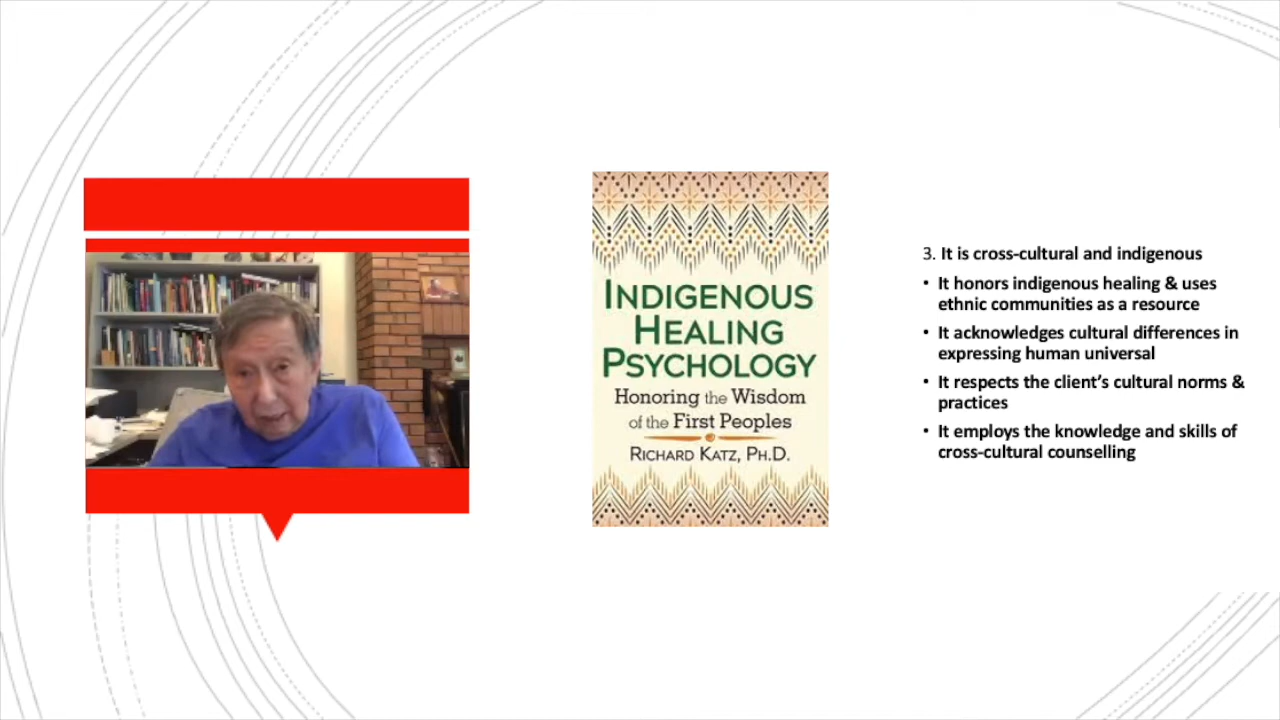 INDIGENOUS
HEALING
PSYCHOLOGY
Honoring the Wisdom
of the First Peoples
RICHARD KATZ, PH.D.
3. It is cross-cultural and indigenous
• It honors indigenous healing & uses
ethnic communities as a resource
• It acknowledges cultural differences in
expressing human universal
• It respects the client’s cultural norms &
practices
• It employs the knowledge and skills of
cross-cultural counselling